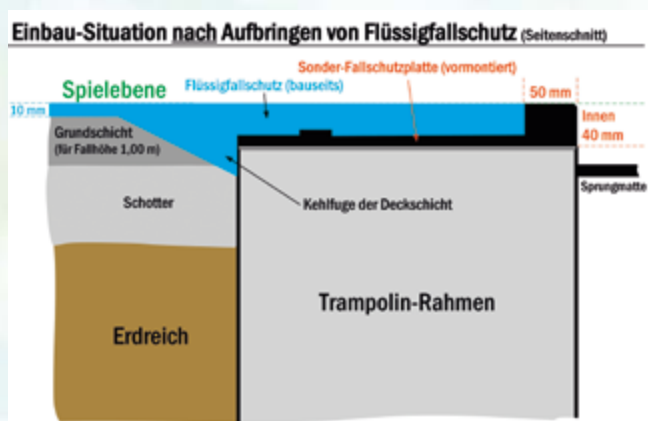 Einbau-Situation nach Aufbringen von Flüssigfallschutz (Seitenschnitt)
Sonder-Fallschutzplatte (vormontiert)
Spielebene
Flüssigfallschutz (bauseits)
50 mm
10 mm
Innen
40 mm
Grundschicht
(für Fallhöhe 1,00 m)
Sprungmatte
Schotter
Kehlfuge der Deckschicht
Trampolin-Rahmen
Erdreich